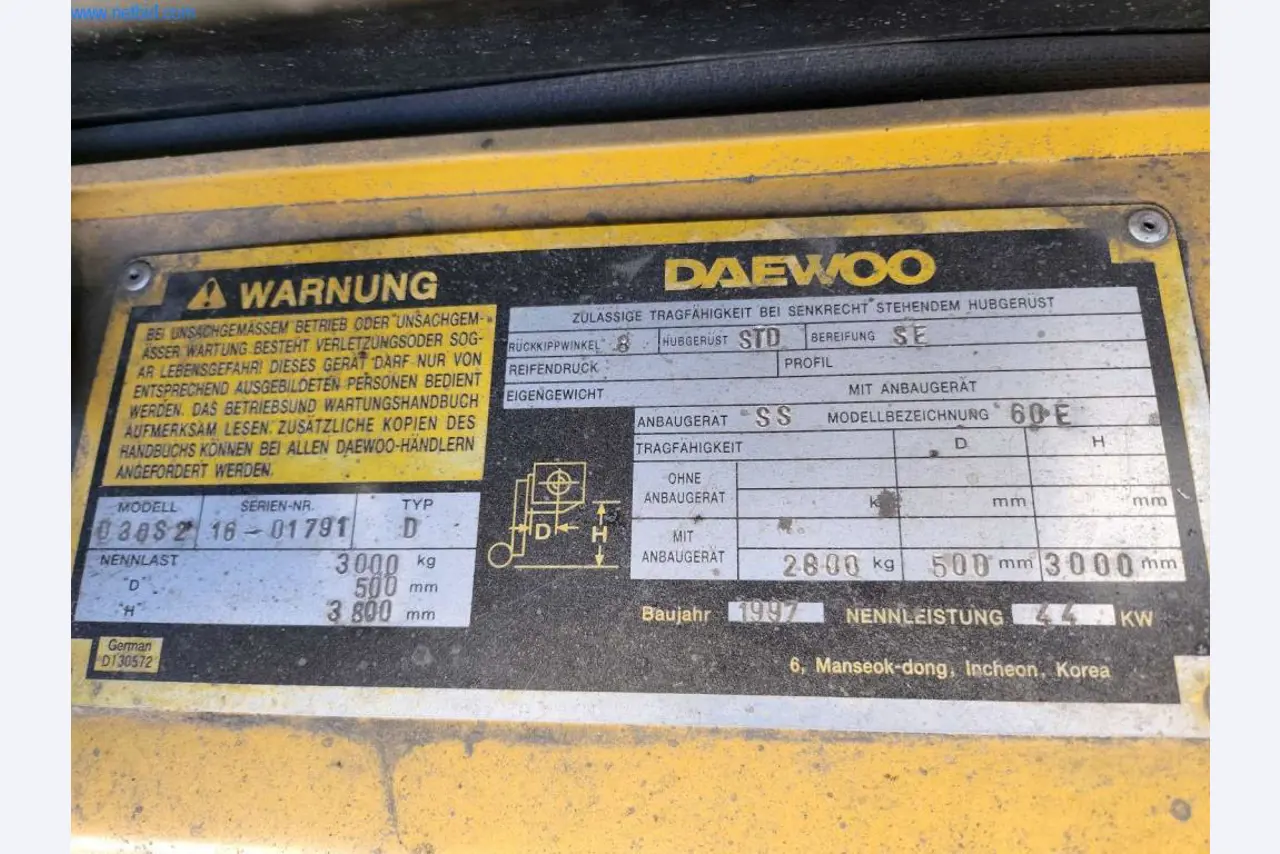 www.netbid.com
WARNUNG
BEI UNSACHGEMÄSSEM BETRIEB ODER UNSACHGEM-
ÄSSER WARTUNG BESTEHT VERLETZUNGSODER SOG-
AR LEBENSGEFAHR! DIESES GERÄT DARF NUR VON
ENTSPRECHEND AUSGEBILDETEN PERSONEN BEDIENT
WERDEN. DAS BETRIEBSUND WARTUNGSHANDBUCH
AUFMERKSAM LESEN. ZUSÄTZLICHE KOPIEN DES
HANDBUCHS KÖNNEN BEI ALLEN DAEWOO-HÄNDLERN
ANGEFORDERT WERDEN.
MODELL SERIEN-NR. TYP
D30S2 16-01791 D
NENNLAST 3000 kg
"D" 500 mm
"H" 3800 mm
German
D130572
DAEWOO
ZULÄSSIGE TRAGFÄHIGKEIT BEI SENKRECHT STEHENDEM HUBGERÜST
RÜCKKIPPWINKEL 8 HUBGERÜST STD BEREIFUNG SE
REIFENDRUCK PROFIL
EIGENGEWICHT MIT ANBAUGERÄT
ANBAUGERÄT SS MODELLBEZEICHNUNG 60 E
TRAGFÄHIGKEIT D H
OHNE
ANBAUGERÄT kg mm mm
MIT
ANBAUGERÄT 2800 kg 500 mm 3000 mm
D H
Baujahr 1997 NENNLEISTUNG 44 KW
6, Manseok-dong, Incheon, Korea